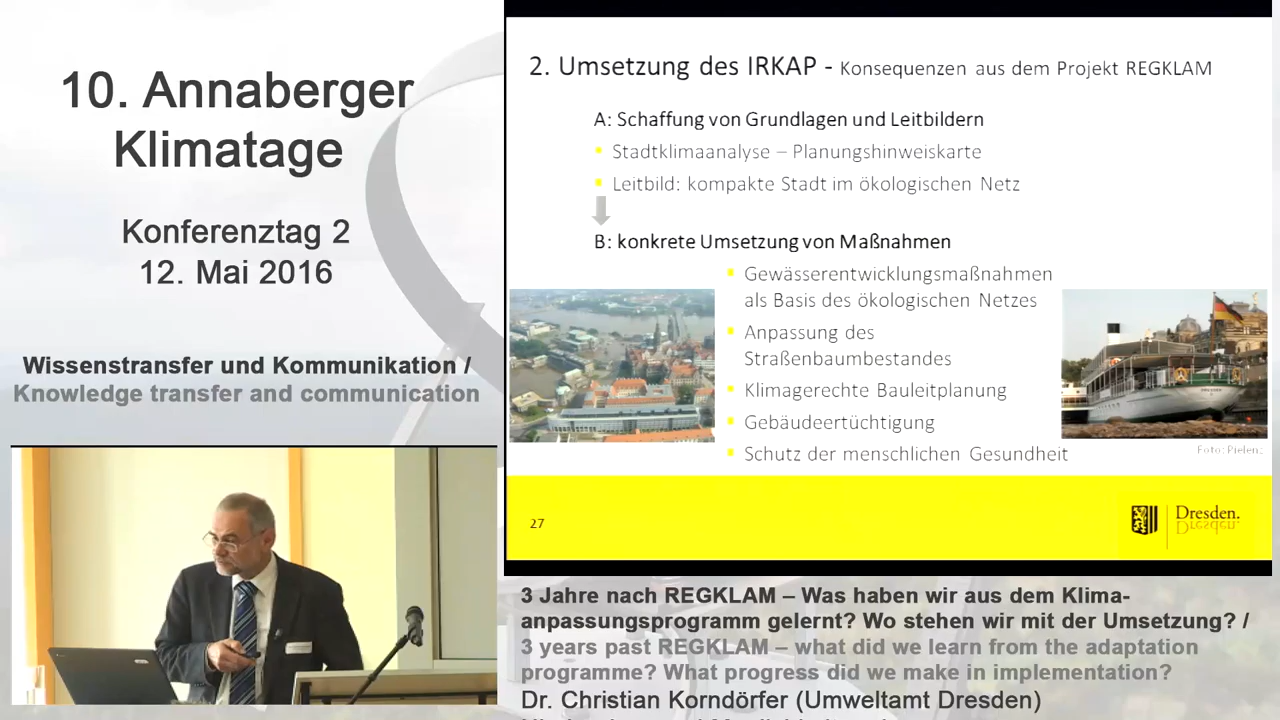 10. Annaberger
Klimatage
Konferenztag 2
12. Mai 2016
Wissenstransfer und Kommunikation /
Knowledge transfer and communication
2. Umsetzung des IRKAP - Konsequenzen aus dem Projekt REGKLAM
A: Schaffung von Grundlagen und Leitbildern
Stadtklimaanalyse – Planungshinweiskarte
Leitbild: kompakte Stadt im ökologischen Netz
B: konkrete Umsetzung von Maßnahmen
Gewässerentwicklungsmaßnahmen
als Basis des ökologischen Netzes
Anpassung des
Straßenbaumbestandes
Klimagerechte Bauleitplanung
Gebäudeertüchtigung
Schutz der menschlichen Gesundheit
Foto: Pielenz
27
Dresden.
Dresden.
3 Jahre nach REGKLAM – Was haben wir aus dem Klima-
anpassungsprogramm gelernt? Wo stehen wir mit der Umsetzung? /
3 years past REGKLAM – what did we learn from the adaptation
programme? What progress did we make in implementation?
Dr. Christian Korndörfer (Umweltamt Dresden)